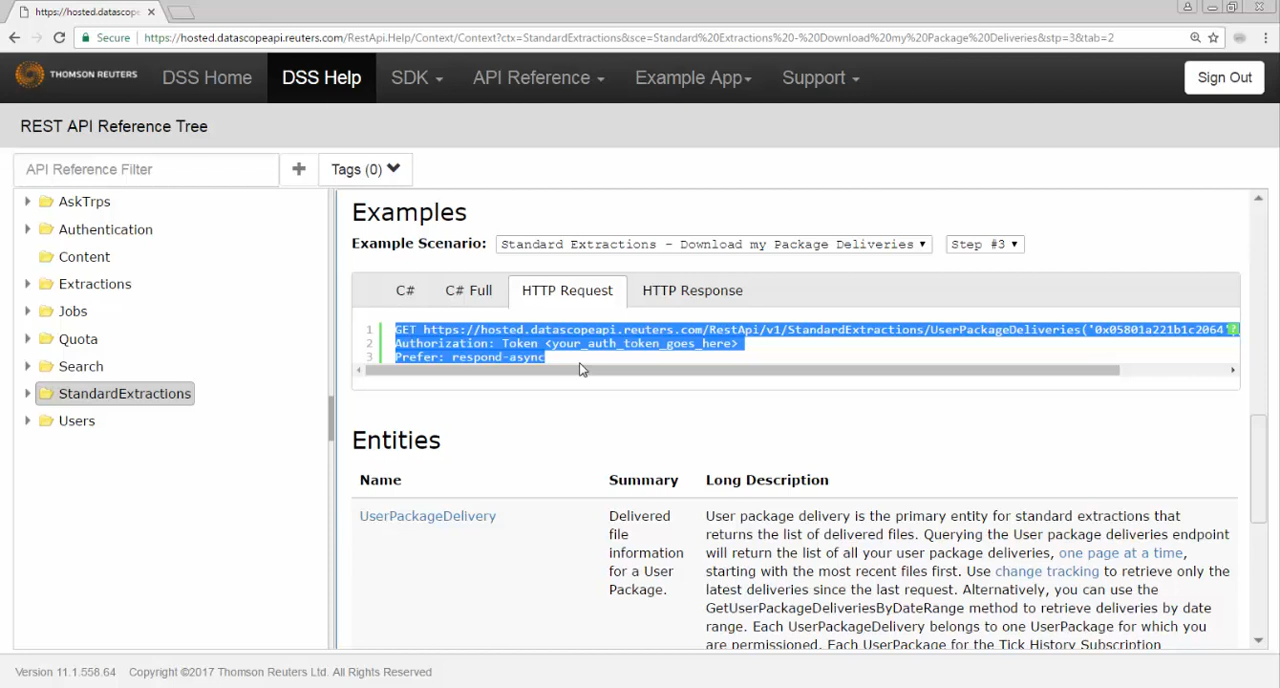 https://hosted.datascope
Secure
https://hosted.datascopeapi.reuters.com/RestApi.Help/Context/Context?ctx=StandardExtractions&sce=Standard%20Extractions%20-%20Download%20my%20Package%20Deliveries&stp=3&tab=2
THOMSON REUTERS
DSS Home
DSS Help
SDK
API Reference
Example App
Support
Sign Out
REST API Reference Tree
API Reference Filter
+
Tags (0)
AskTrps
Authentication
Content
Extractions
Jobs
Quota
Search
StandardExtractions
Users
Examples
Example Scenario: Standard Extractions - Download my Package Deliveries Step #3
C# C# Full HTTP Request HTTP Response
1 GET https://hosted.datascopeapi.reuters.com/RestApi/v1/StandardExtractions/UserPackageDeliveries('0x05801a221b1c2064'
2 Authorization: Token <your_auth_token_goes_here>
3 Prefer: respond-async
Entities
Name Summary Long Description
UserPackageDelivery
Delivered
file
information
for a User
Package.
User package delivery is the primary entity for standard extractions that
returns the list of delivered files. Querying the User package deliveries endpoint
will return the list of all your user package deliveries, one page at a time,
starting with the most recent files first. Use change tracking to retrieve only the
latest deliveries since the last request. Alternatively, you can use the
GetUserPackageDeliveriesByDateRange method to retrieve deliveries by date
range. Each UserPackageDelivery belongs to one UserPackage for which you
are permissioned. Each UserPackage for the Tick History Subscription
Version 11.1.558.64 Copyright ©2017 Thomson Reuters Ltd. All Rights Reserved